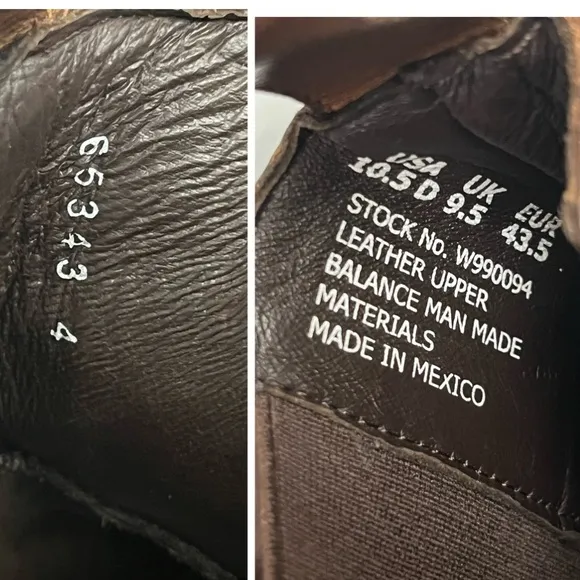 65343 4
USA UK EUR
10.5 D 9.5 43.5
STOCK No. W990094
LEATHER UPPER
BALANCE MAN MADE
MATERIALS
MADE IN MEXICO